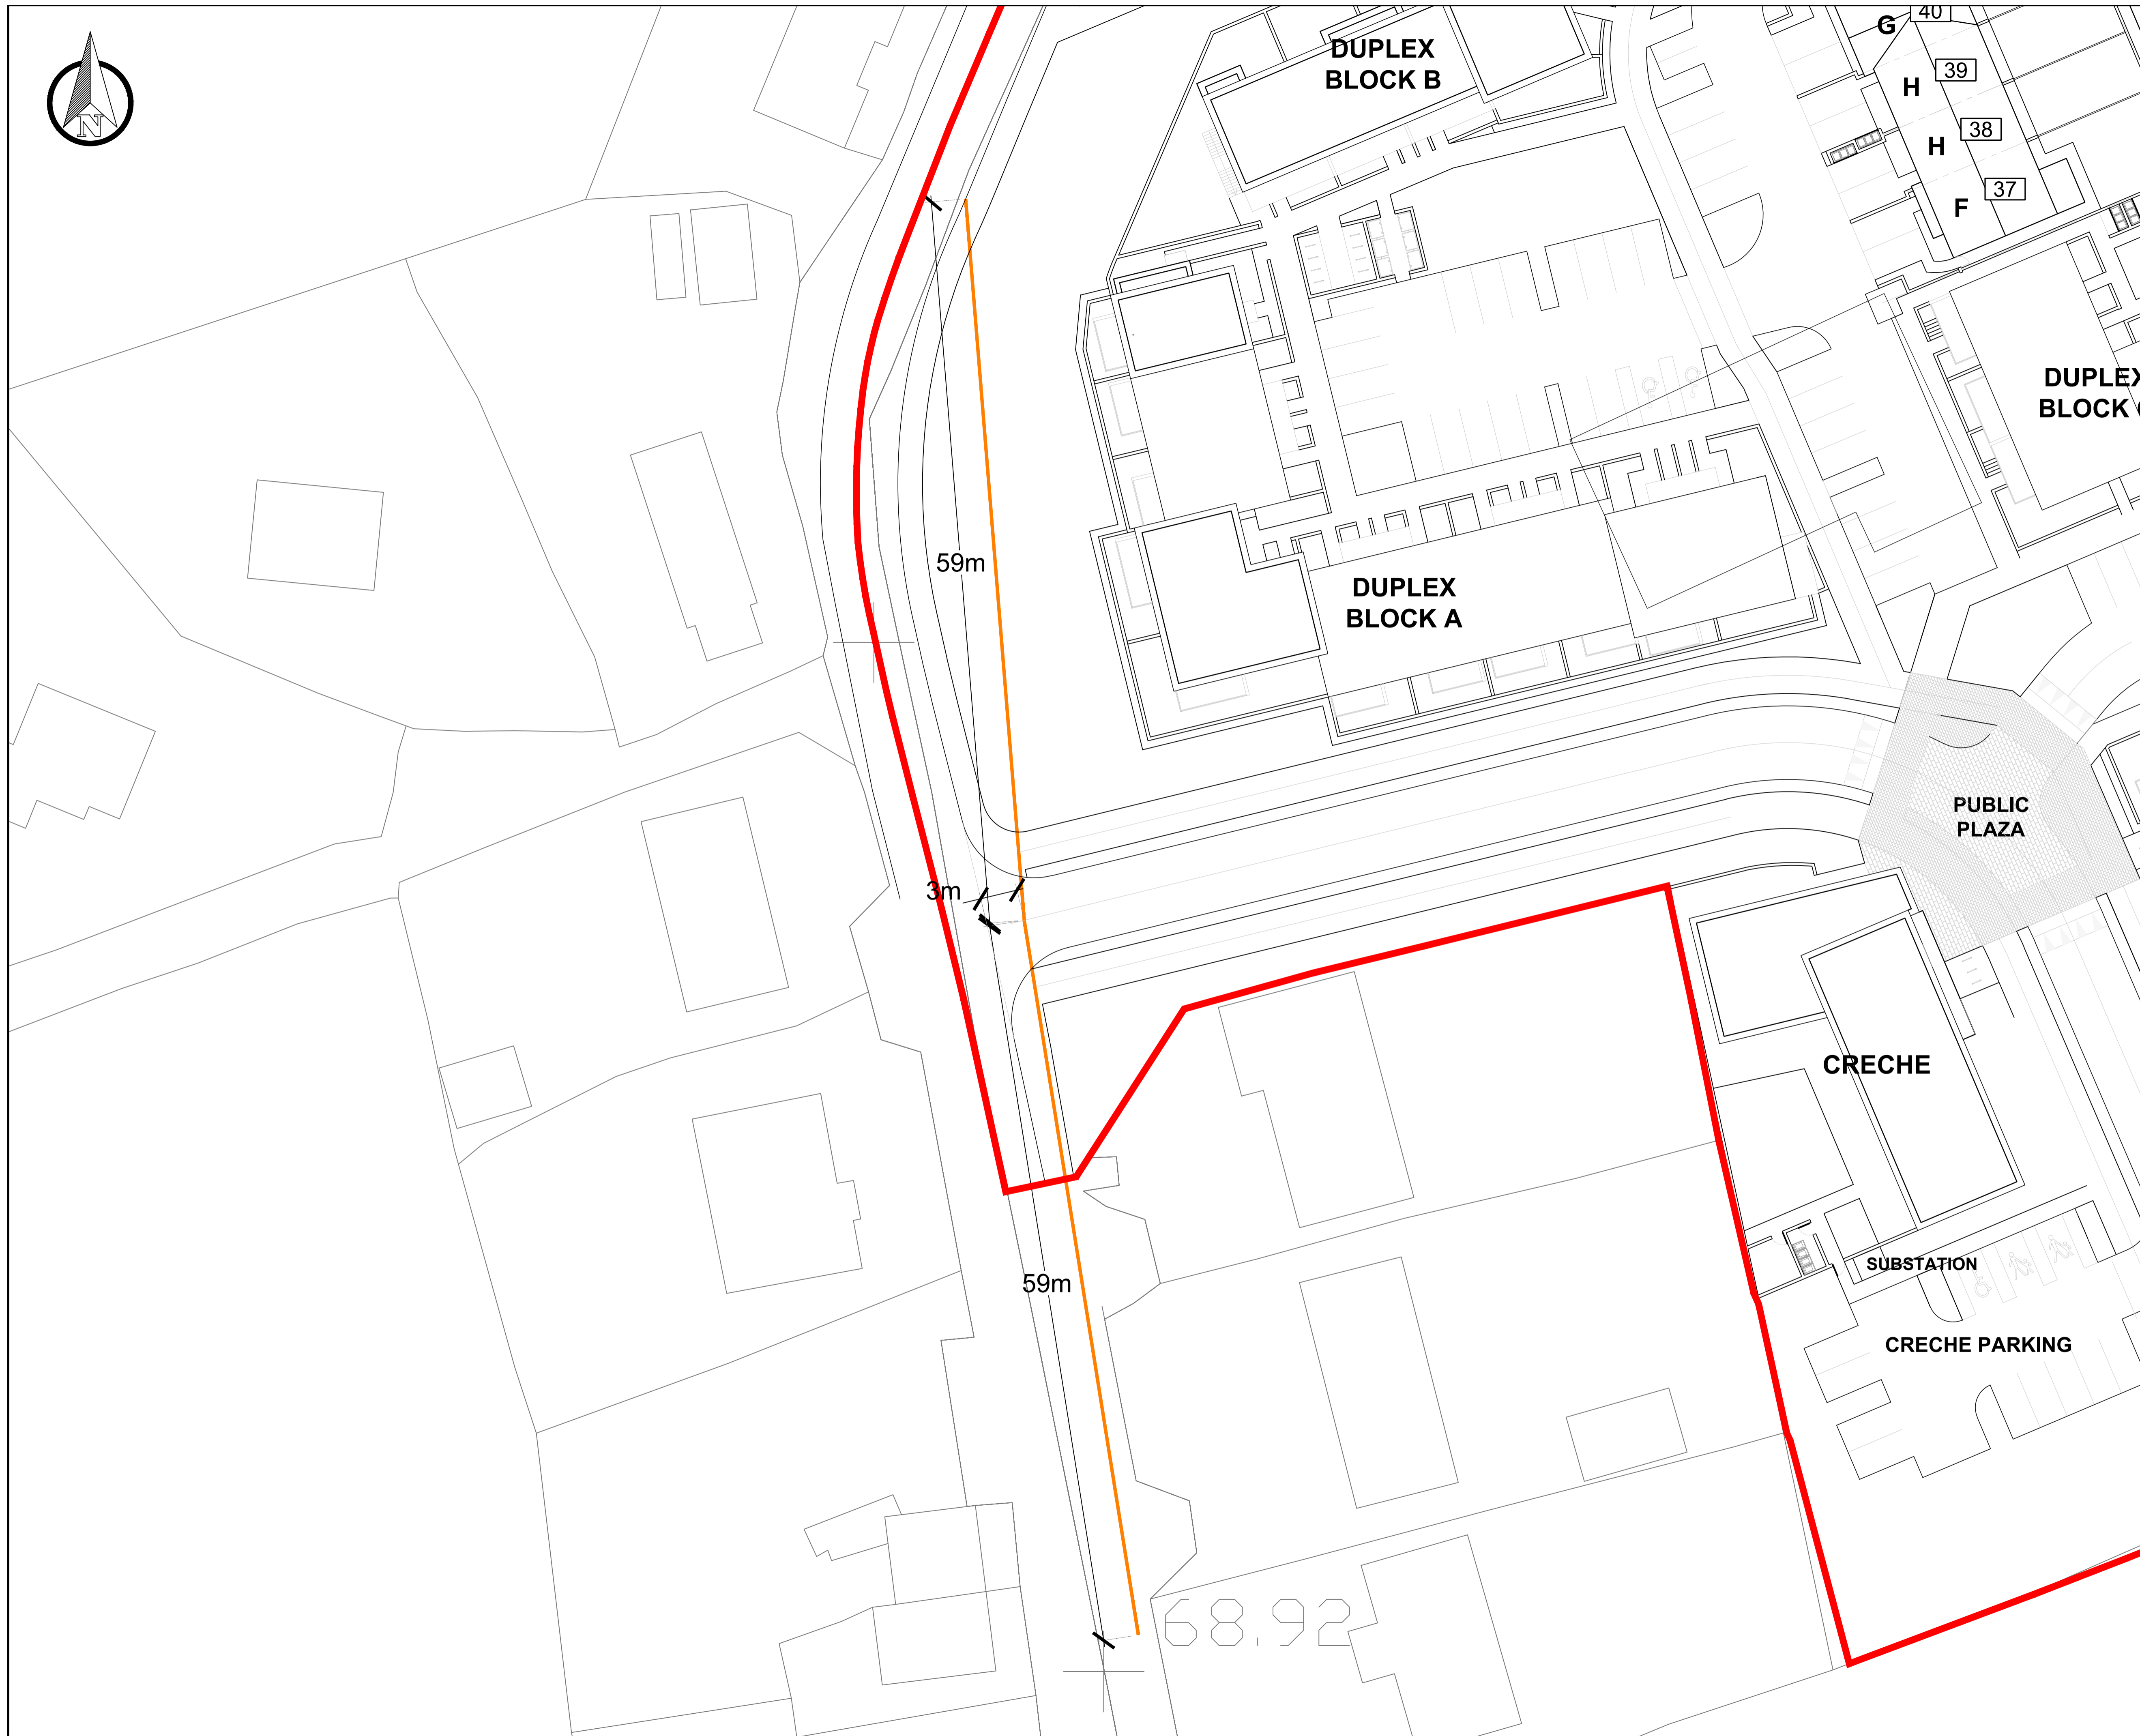 N
DUPLEX
BLOCK B
G
40
H
39
H
38
F
37
DUPLEX
BLOCK
59m
DUPLEX
BLOCK A
PUBLIC
PLAZA
3m
CRECHE
SUBSTATION
59m
CRECHE PARKING
68.92